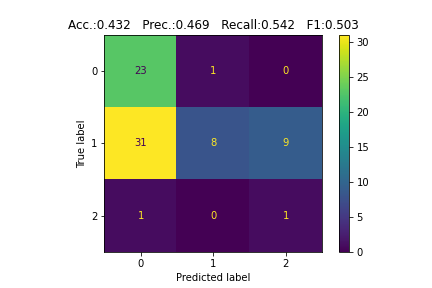 Acc.:0.432 Prec.:0.469 Recall:0.542 F1:0.503
0 23 1 0
1 31 8 9
2 1 0 1
0 1 2
Predicted label
True label
30
25
20
15
10
5
0